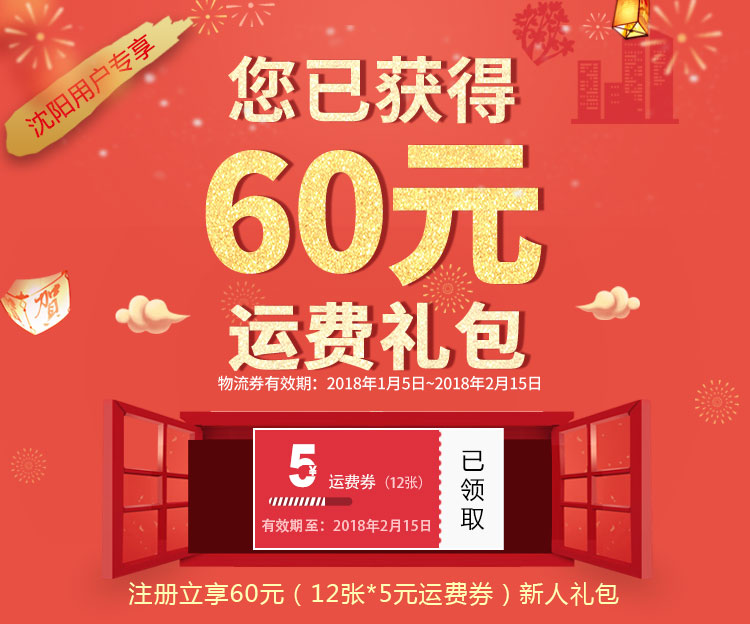 沈阳用户专享
您已获得
60元
运费礼包
物流券有效期：2018年1月5日~2018年2月15日
贺
5¥ 运费券（12张）
有效期至：2018年2月15日
已领取
注册立享60元（12张*5元运费券）新人礼包